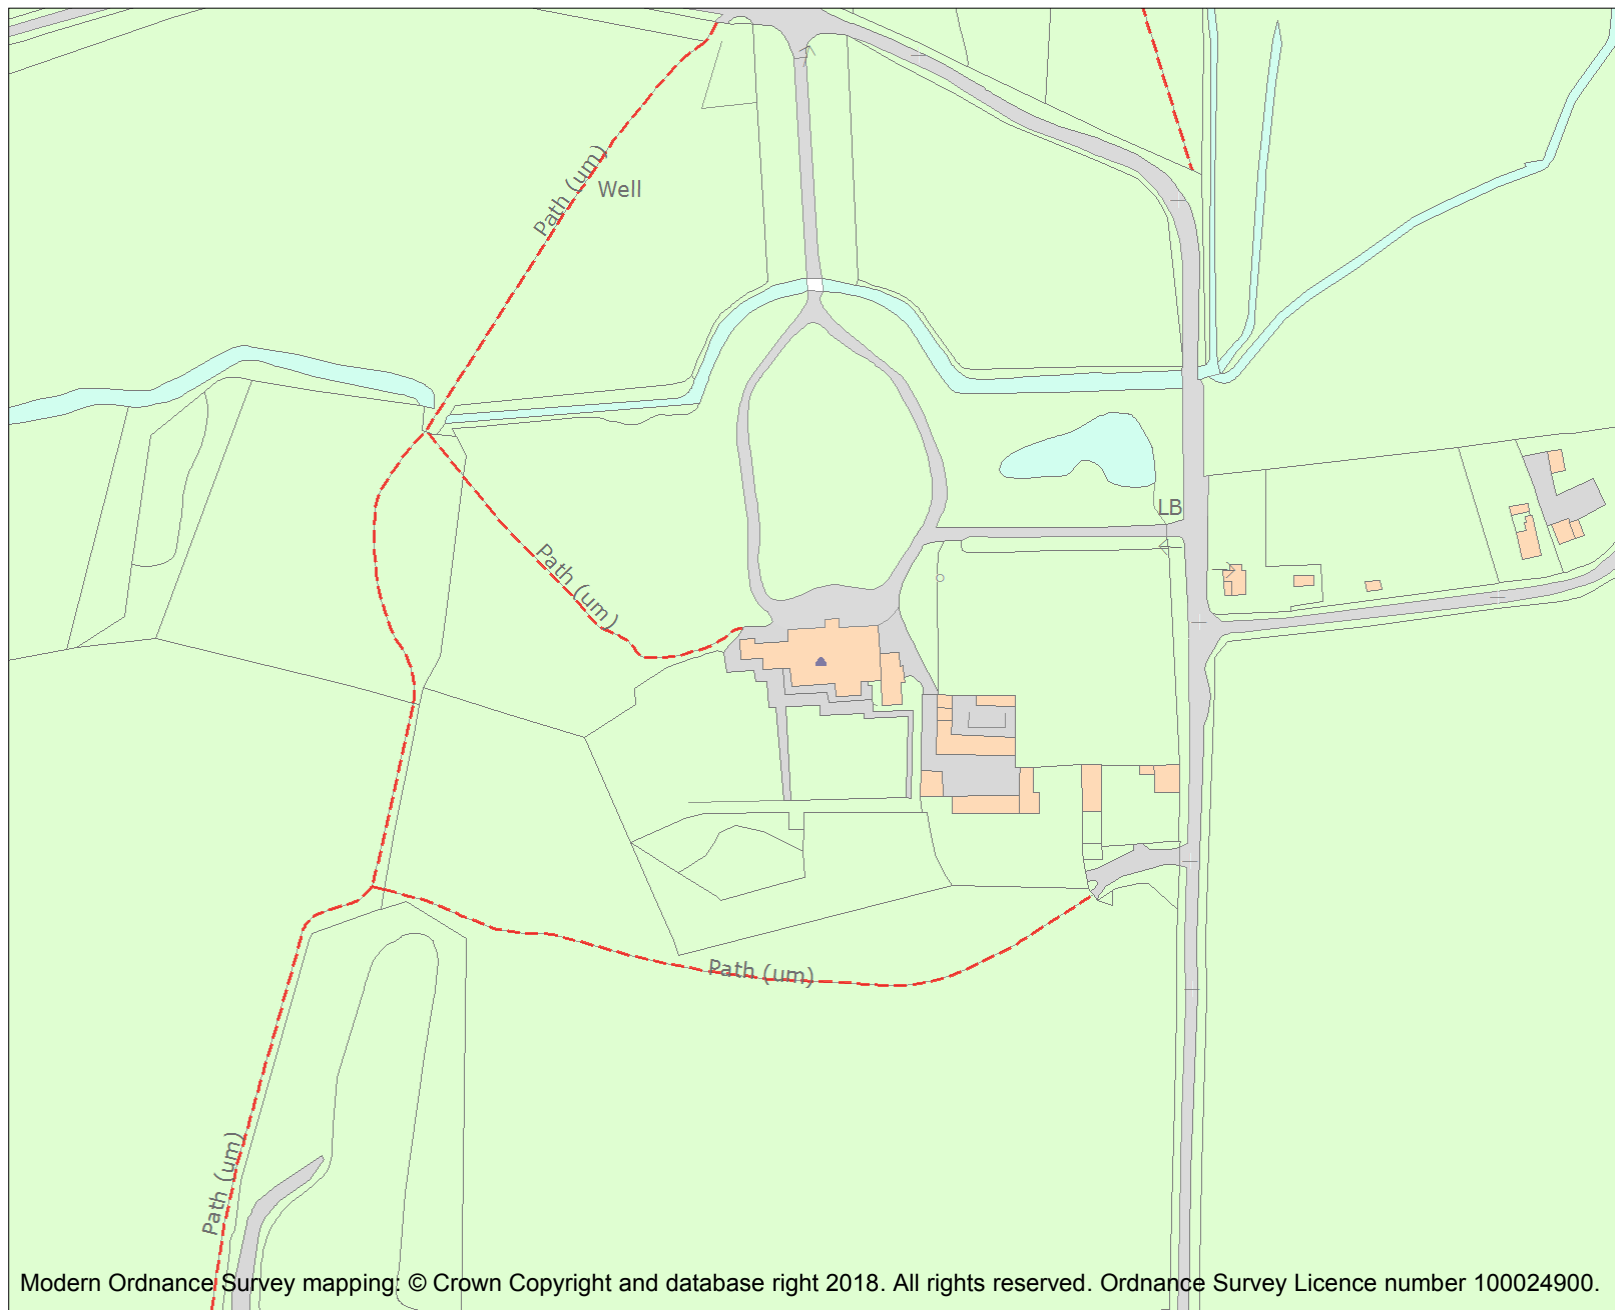 Path (um)
Well
LB
Path (um)
Path (um)
Path (um)
Modern Ordnance Survey mapping: © Crown Copyright and database right 2018. All rights reserved. Ordnance Survey Licence number 100024900.